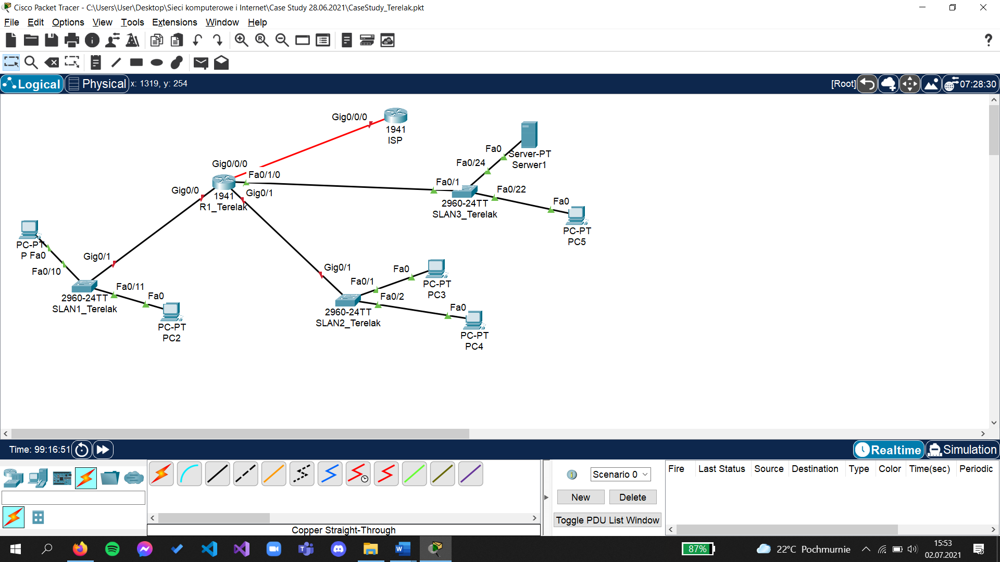 Cisco Packet Tracer - C:\Users\User\Desktop\Sieci komputerowe i Internet\Case Study 28.06.2021\CaseStudy_Terelak.pkt
File Edit Options View Tools Extensions Window Help
?
Logical Physical x: 1319, y: 254 [Root] 07:28:30
Gig0/0/0
1941
ISP
Fa0
Server-PT
Serwer1
Fa0/24
Gig0/0/0
Fa0/1/0
Fa0/1
Fa0/22
Gig0/0
Gig0/1
1941
R1_Terelak
2960-24TT
SLAN3_Terelak
Fa0
PC-PT
PC5
PC-PT
P Fa0
Gig0/1
Fa0/10
Fa0/11
Fa0
2960-24TT
SLAN1_Terelak
PC-PT
PC2
Gig0/1
Fa0
Fa0/1
PC-PT
PC3
Fa0/2
Fa0
2960-24TT
SLAN2_Terelak
PC-PT
PC4
Time: 99:16:51 Realtime Simulation
Scenario 0
New Delete
Toggle PDU List Window
Fire Last Status Source Destination Type Color Time(sec) Periodic
Copper Straight-Through
87% 22°C Pochmurnie 15:53
02.07.2021